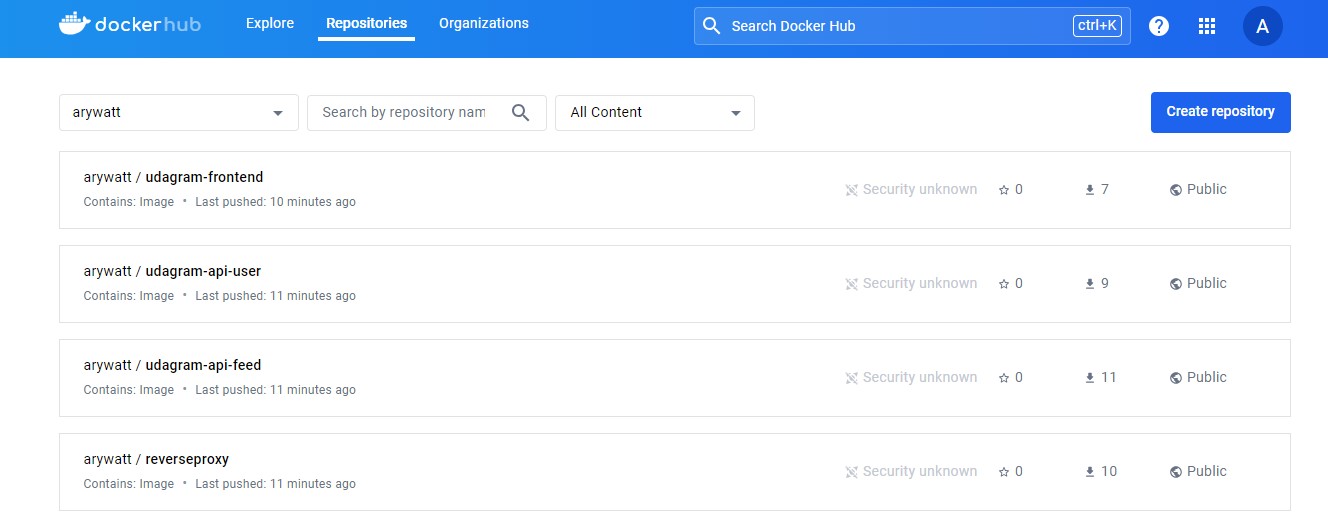 dockerhub Explore Repositories Organizations Search Docker Hub ctrl+K ? A
arywatt Search by repository nam All Content Create repository
arywatt / udagram-frontend
Contains: Image • Last pushed: 10 minutes ago
Security unknown 0 7 Public
arywatt / udagram-api-user
Contains: Image • Last pushed: 11 minutes ago
Security unknown 0 9 Public
arywatt / udagram-api-feed
Contains: Image • Last pushed: 11 minutes ago
Security unknown 0 11 Public
arywatt / reverseproxy
Contains: Image • Last pushed: 11 minutes ago
Security unknown 0 10 Public